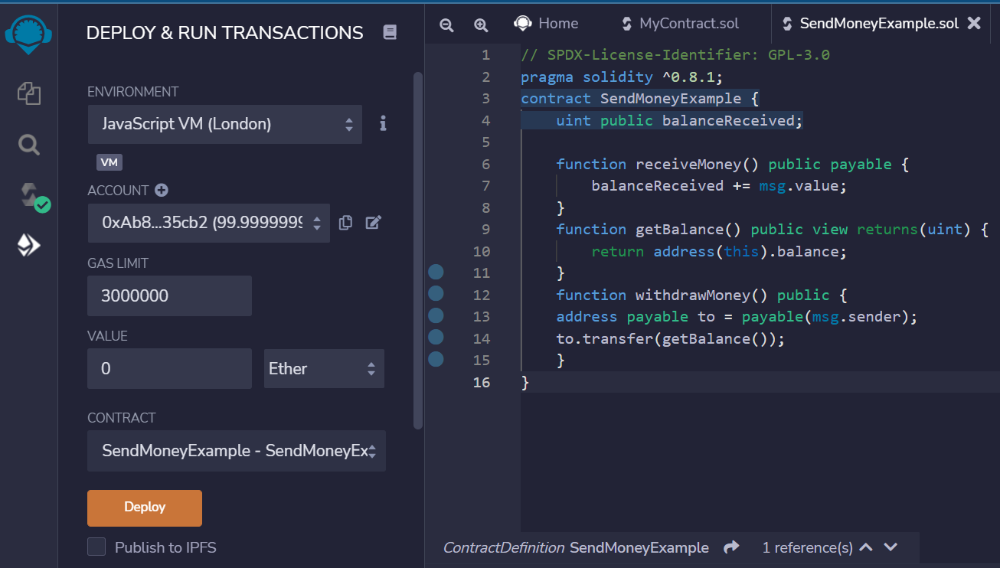 DEPLOY & RUN TRANSACTIONS
ENVIRONMENT
JavaScript VM (London)
VM
ACCOUNT
0xAb8...35cb2 (99.9999999
GAS LIMIT
3000000
VALUE
0
Ether
CONTRACT
SendMoneyExample - SendMoneyEx
Deploy
Publish to IPFS
Home
MyContract.sol
SendMoneyExample.sol
1 // SPDX-License-Identifier: GPL-3.0
2 pragma solidity ^0.8.1;
3 contract SendMoneyExample {
4 uint public balanceReceived;
5
6 function receiveMoney() public payable {
7 balanceReceived += msg.value;
8 }
9 function getBalance() public view returns(uint) {
10 return address(this).balance;
11 }
12 function withdrawMoney() public {
13 address payable to = payable(msg.sender);
14 to.transfer(getBalance());
15 }
16 }
ContractDefinition SendMoneyExample
1 reference(s)